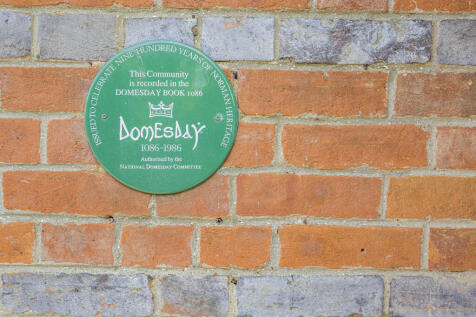 ISSUED TO CELEBRATE NINE HUNDRED YEARS OF NORMAN HERITAGE
This Community
is recorded in the
DOMESDAY BOOK 1086
DOMESDAY
1086-1986
Authorised by the
NATIONAL DOMESDAY COMMITTEE